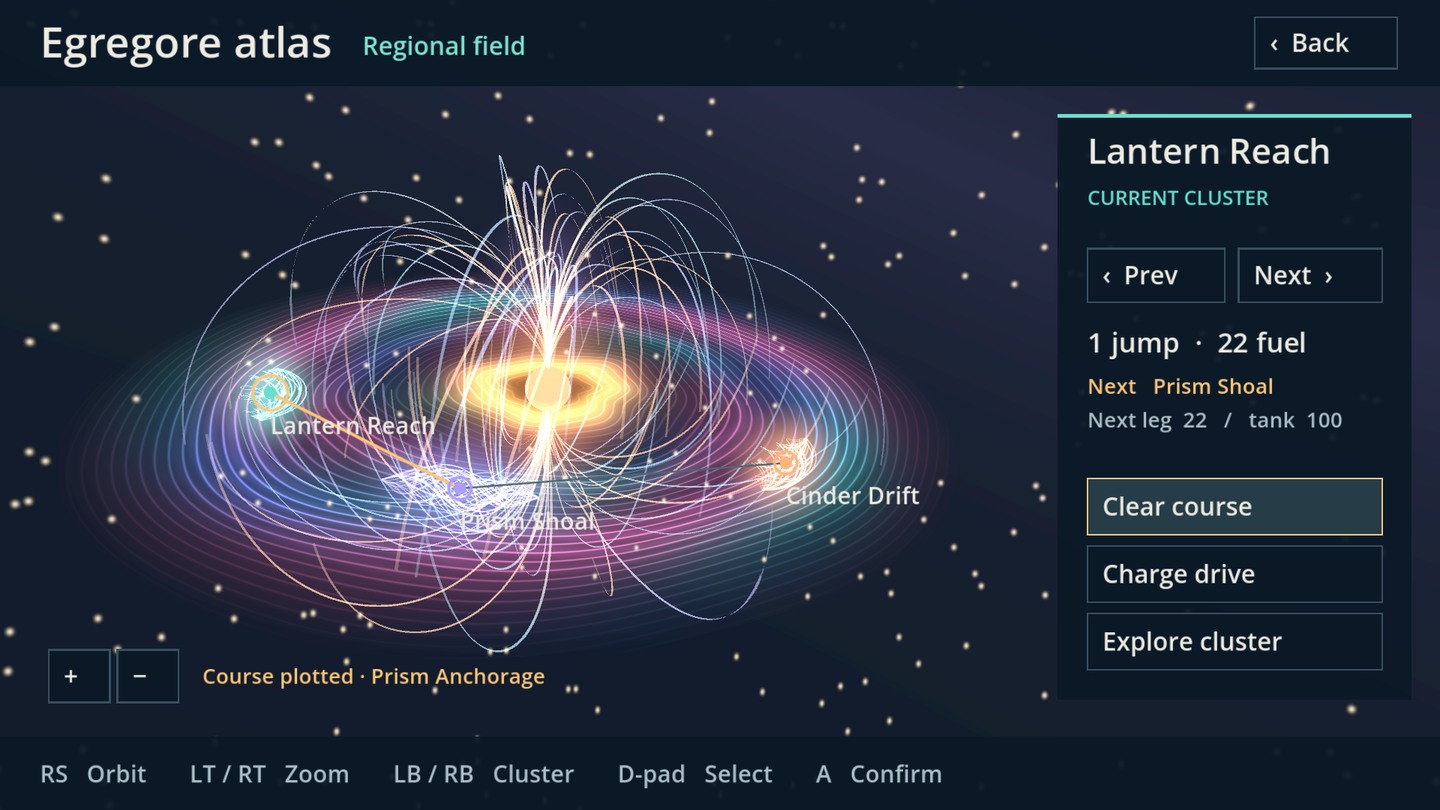 Egregore atlas Regional field
‹ Back
Lantern Reach
CURRENT CLUSTER
‹ Prev Next ›
1 jump · 22 fuel
Next Prism Shoal
Next leg 22 / tank 100
Clear course
Charge drive
Explore cluster
Lantern Reach
Cinder Drift
Prism Shoal
+ − Course plotted · Prism Anchorage
RS Orbit LT / RT Zoom LB / RB Cluster D-pad Select A Confirm